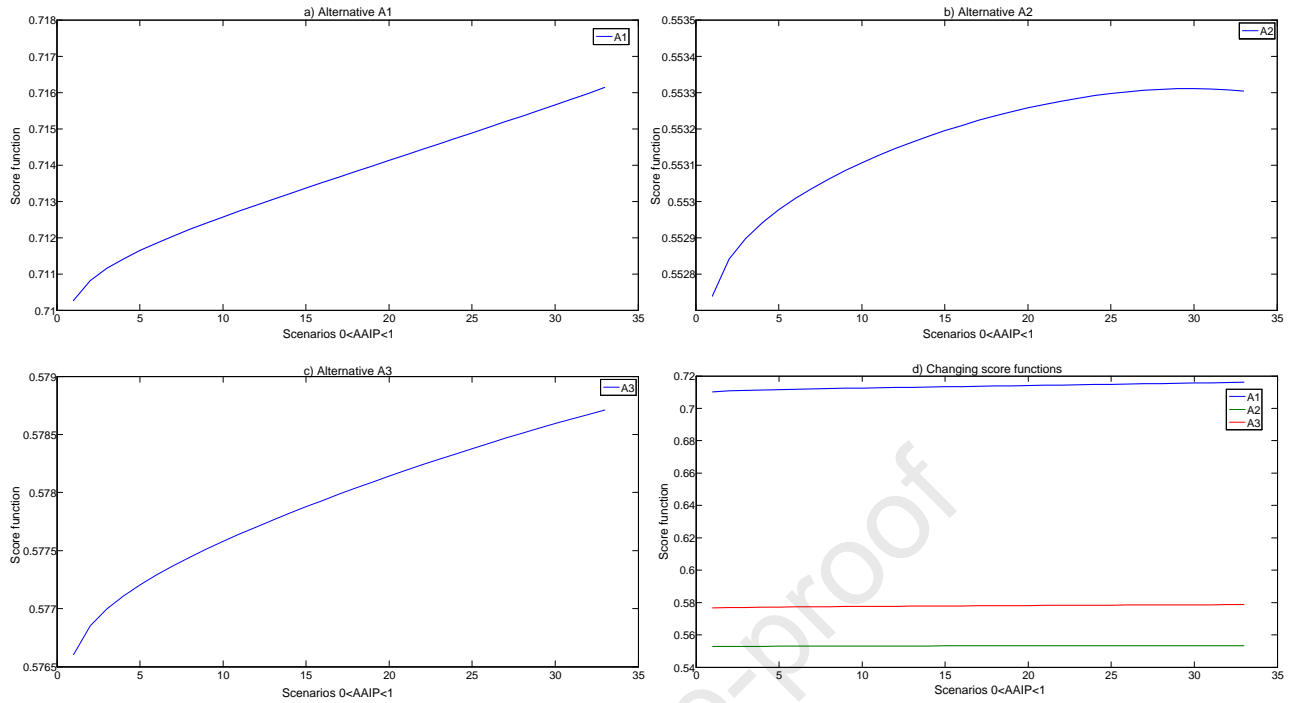 a) Alternative A1
0.718
0.717
0.716
0.715
0.714
0.713
0.712
0.711
0.71
Score function
A1
0 5 10 15 20 25 30 35
Scenarios 0<AAIP<1
b) Alternative A2
0.5535
0.5534
0.5533
0.5532
0.5531
0.553
0.5529
0.5528
Score function
A2
0 5 10 15 20 25 30 35
Scenarios 0<AAIP<1
c) Alternative A3
0.579
0.5785
0.578
0.5775
0.577
0.5765
Score function
A3
0 5 10 15 20 25 30 35
Scenarios 0<AAIP<1
d) Changing score functions
0.72
0.7
0.68
0.66
0.64
0.62
0.6
0.58
0.56
0.54
Score function
A1
A2
A3
0 5 10 15 20 25 30 35
Scenarios 0<AAIP<1
-proof